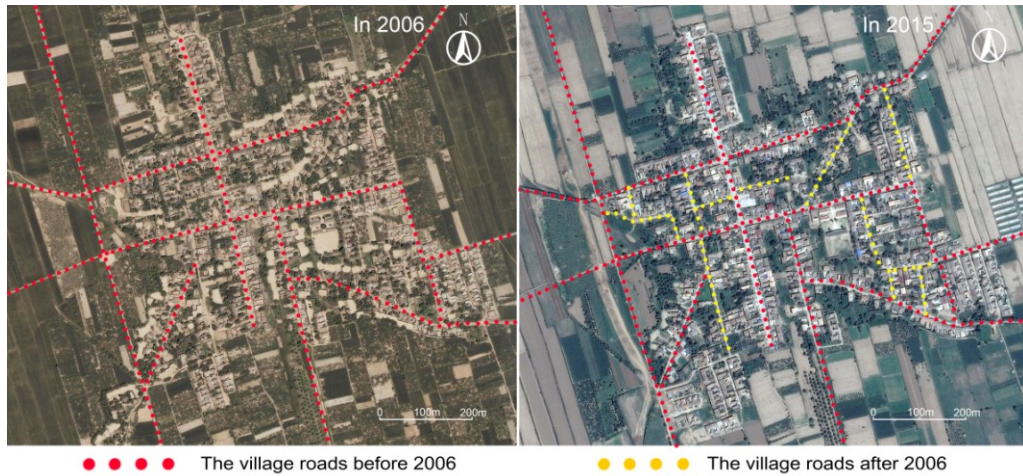 In 2006
N
0 100m 200m
In 2015
N
0 100m 200m
The village roads before 2006
The village roads after 2006